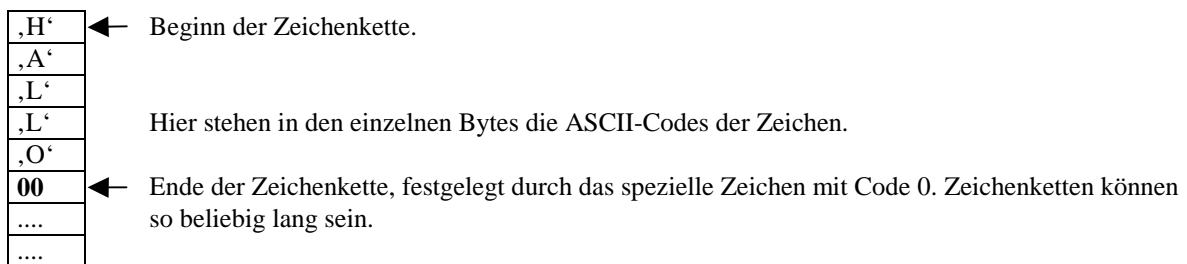 ‚H‘ Beginn der Zeichenkette.
‚A‘
‚L‘
‚L‘ Hier stehen in den einzelnen Bytes die ASCII-Codes der Zeichen.
‚O‘
00 Ende der Zeichenkette, festgelegt durch das spezielle Zeichen mit Code 0. Zeichenketten können
.... so beliebig lang sein.
....